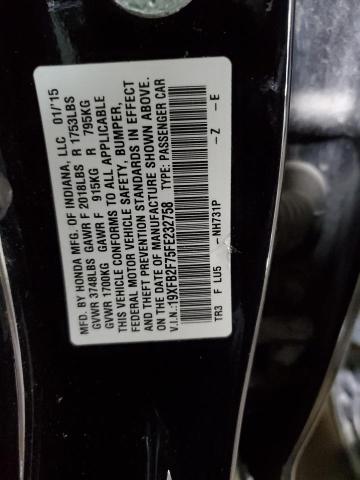 MFD. BY HONDA MFG. OF INDIANA, LLC 01/'15
GVWR 3748LBS GAWR F 2018LBS R 1753LBS
GVWR 1700KG GAWR F 915KG R 795KG
THIS VEHICLE CONFORMS TO ALL APPLICABLE
FEDERAL MOTOR VEHICLE SAFETY, BUMPER,
AND THEFT PREVENTION STANDARDS IN EFFECT
ON THE DATE OF MANUFACTURE SHOWN ABOVE.
V.I.N.:19XFB2F75FE232758 TYPE: PASSENGER CAR
TR3 F LU5 - NH731P - Z - E